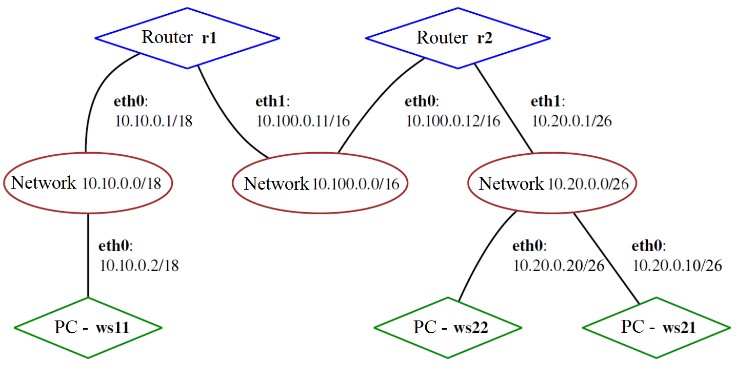 Router r1
Router r2
eth0:
10.10.0.1/18
eth1:
10.100.0.11/16
eth0:
10.100.0.12/16
eth1:
10.20.0.1/26
Network 10.10.0.0/18
Network 10.100.0.0/16
Network 10.20.0.0/26
eth0:
10.10.0.2/18
eth0:
10.20.0.20/26
eth0:
10.20.0.10/26
PC - ws11
PC - ws22
PC - ws21